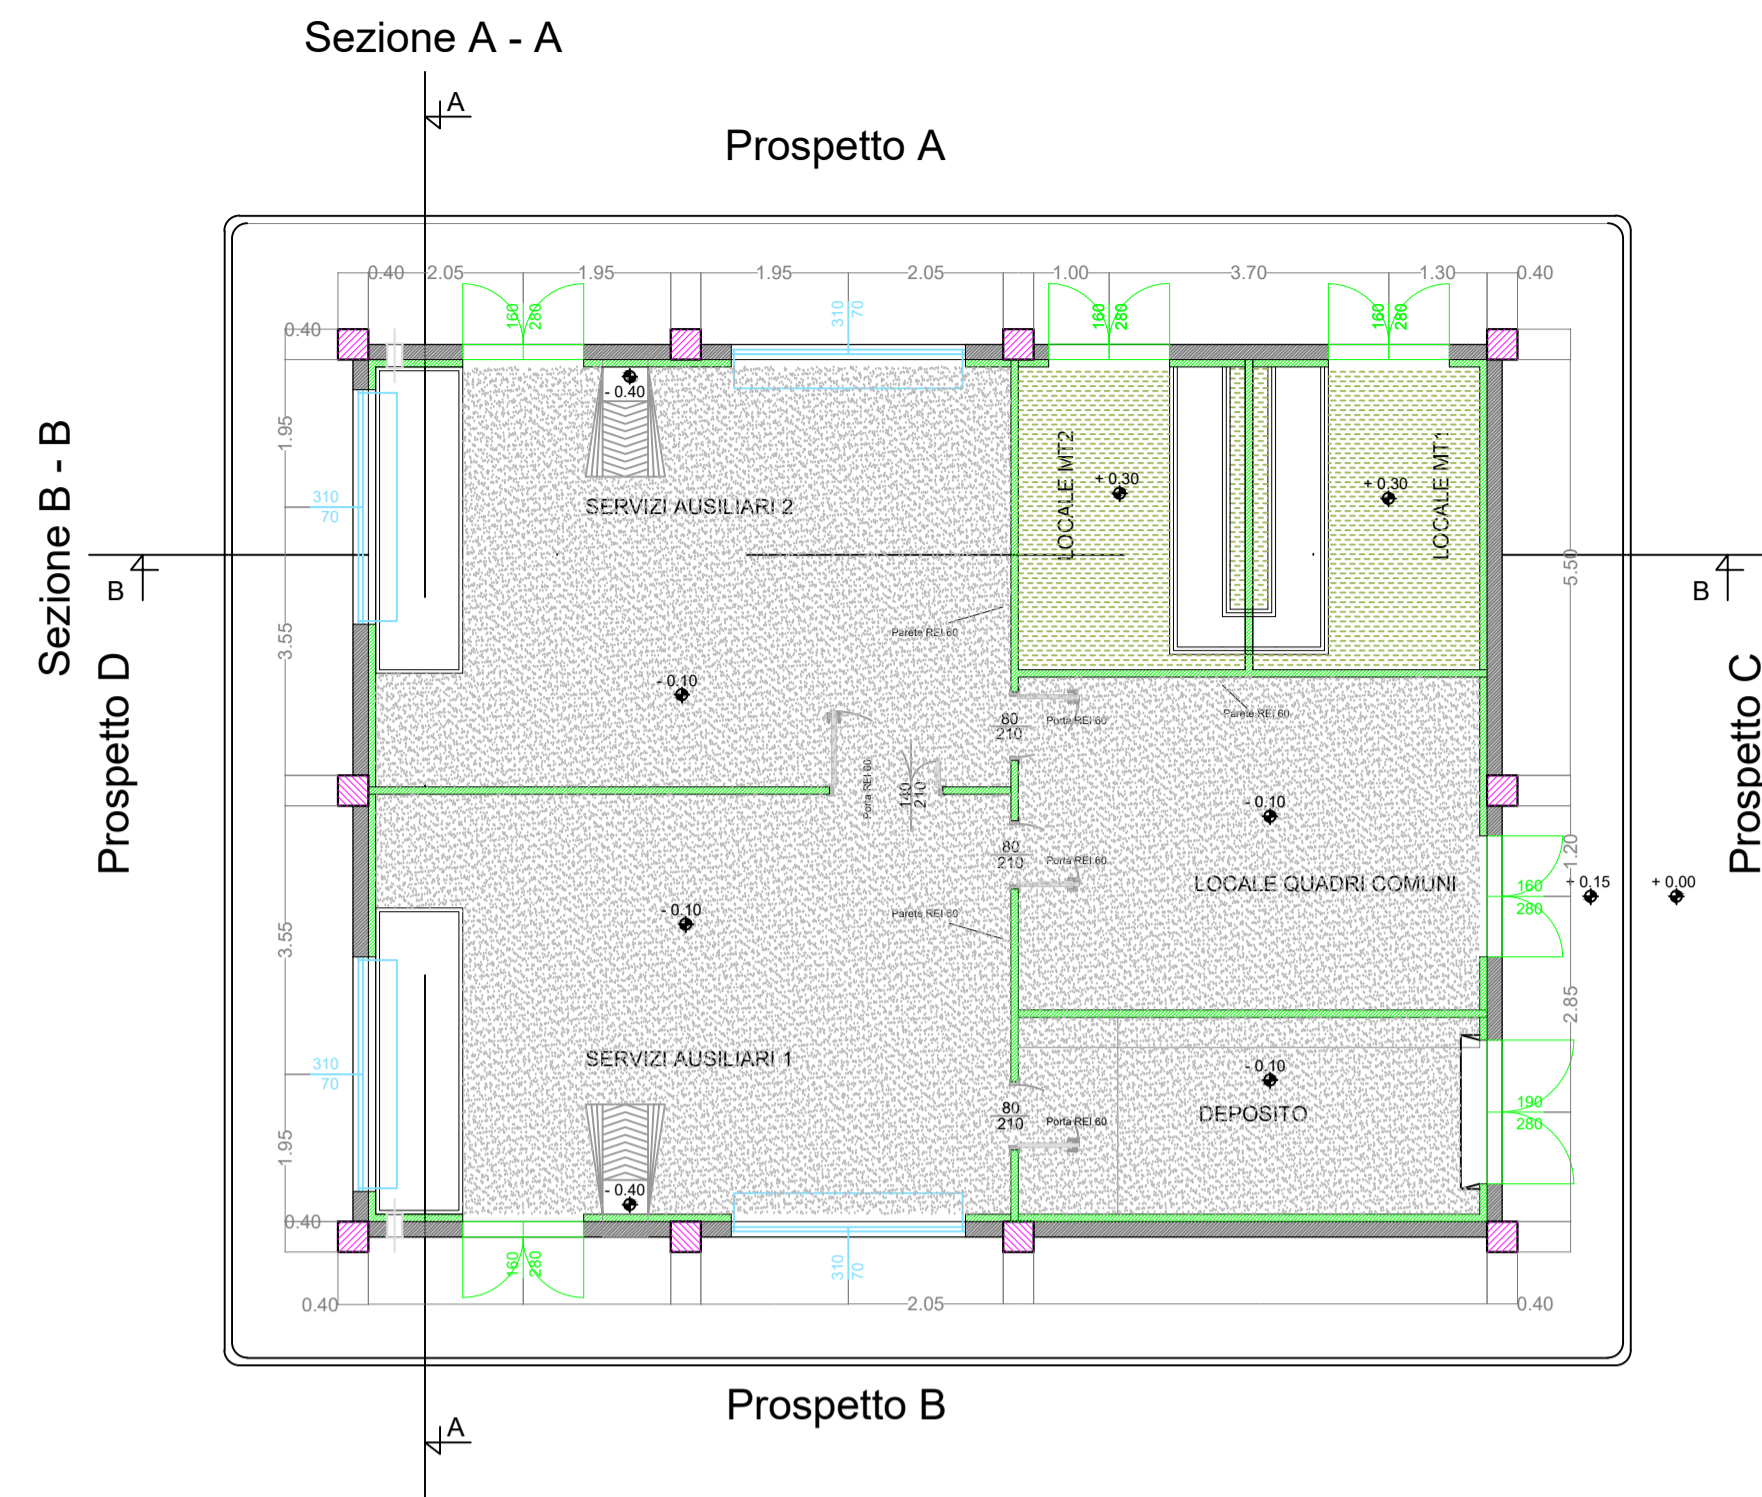 Sezione A - A
A
Prospetto A
0.40
2.05
1.95
1.95
2.05
1.00
3.70
1.30
0.40
160
280
310
70
160
280
160
280
0.40
- 0.40
1.95
Sezione B - B
310
70
SERVIZI AUSILIARI 2
LOCALE MT2
+ 0.30
+ 0.30
LOCALE MT1
B
B
5.50
3.55
Parete REI 60
Prospetto D
- 0.10
80
210
Porta REI 60
Parete REI 60
Prospetto C
Porta REI 60
140
210
- 0.10
80
210
Porta REI 60
LOCALE QUADRI COMUNI
1.20
160
280
+ 0.15
+ 0.00
- 0.10
Parete REI 60
3.55
2.85
SERVIZI AUSILIARI 1
310
70
- 0.10
DEPOSITO
190
280
80
210
Porta REI 60
1.95
- 0.40
0.40
160
280
310
70
0.40
2.05
0.40
Prospetto B
A